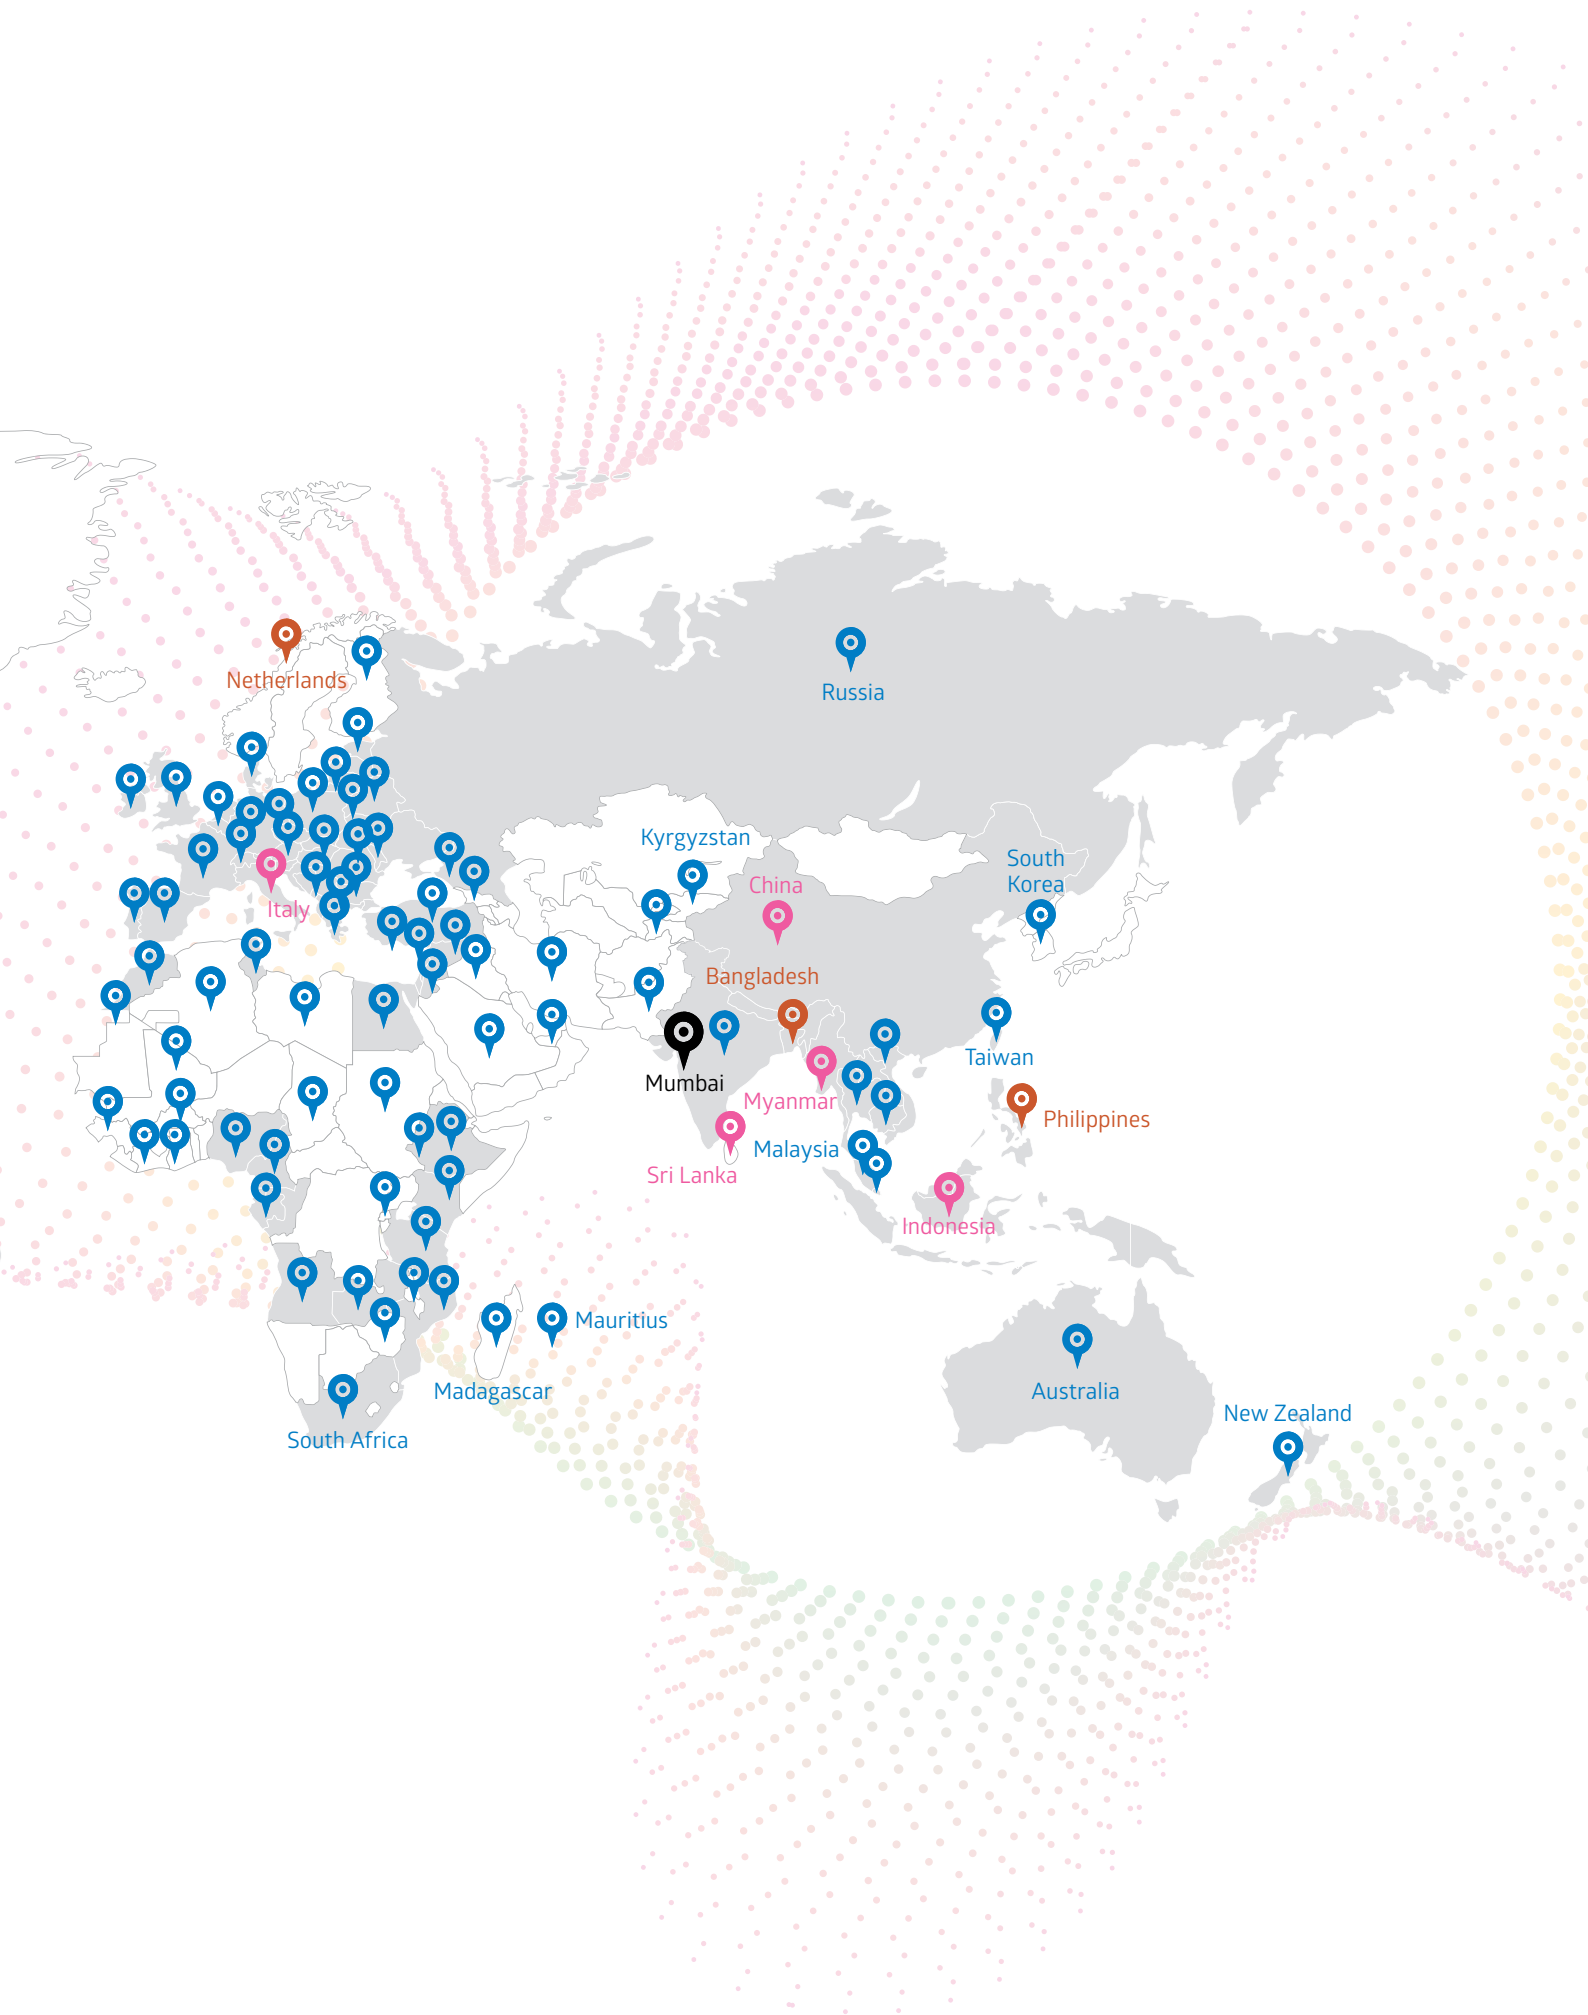 Netherlands
Russia
Kyrgyzstan
South
Korea
China
Italy
Bangladesh
Taiwan
Mumbai
Myanmar
Philippines
Malaysia
Sri Lanka
Indonesia
Mauritius
Madagascar
Australia
New Zealand
South Africa